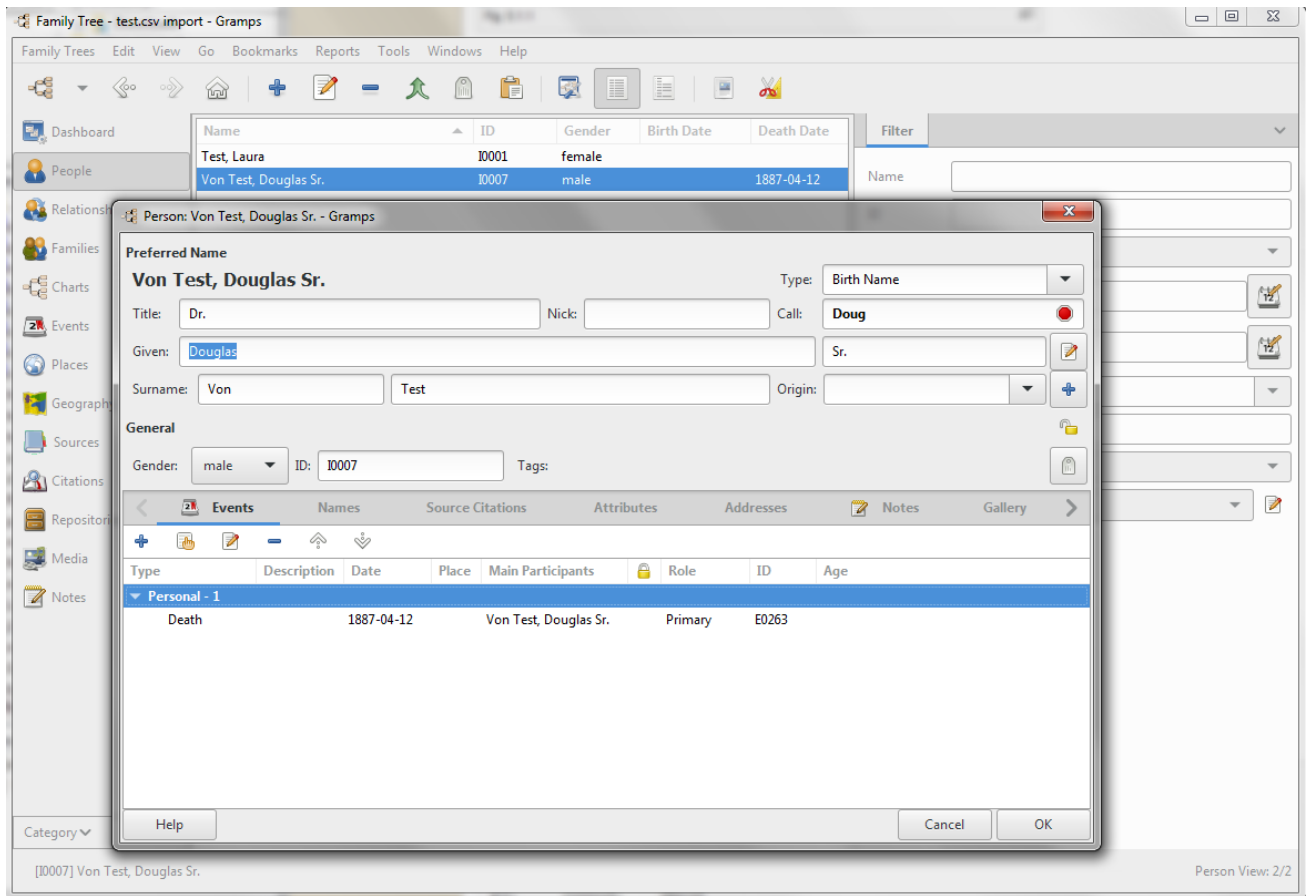 Family Tree - test.csv import - Gramps
Family Trees Edit View Go Bookmarks Reports Tools Windows Help
Dashboard
People
Relationsh
Families
Charts
Events
Places
Geograph
Sources
Citations
Repositori
Media
Notes
Category
Name ID Gender Birth Date Death Date
Test, Laura I0001 female
Von Test, Douglas Sr. I0007 male 1887-04-12
Filter
Name
Person: Von Test, Douglas Sr. - Gramps
Preferred Name
Von Test, Douglas Sr. Type: Birth Name
Title: Dr. Nick: Call: Doug
Given: Douglas Sr.
Surname: Von Test Origin:
General
Gender: male ID: I0007 Tags:
Events Names Source Citations Attributes Addresses Notes Gallery
Type Description Date Place Main Participants Role ID Age
Personal - 1
Death 1887-04-12 Von Test, Douglas Sr. Primary E0263
Help Cancel OK
12
12
[I0007] Von Test, Douglas Sr. Person View: 2/2